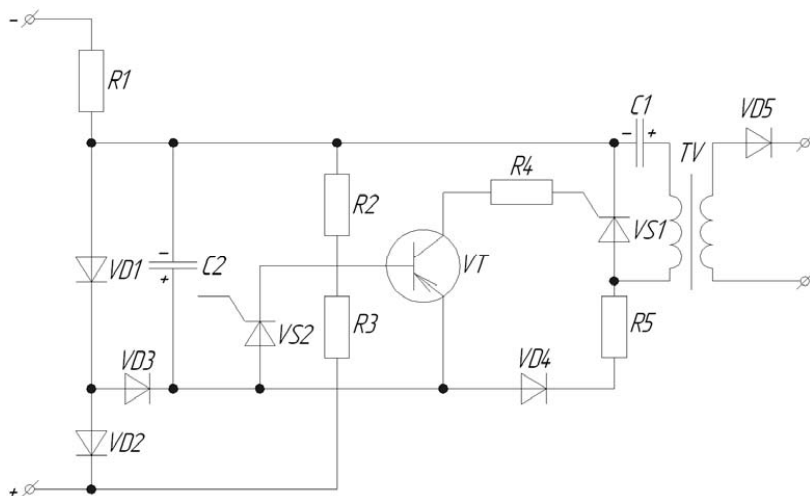 -
R1
C1
- +
VD5
TV
R4
R2
VS1
VD1
-
+
C2
VT
VS2
R3
R5
VD3
VD4
VD2
+